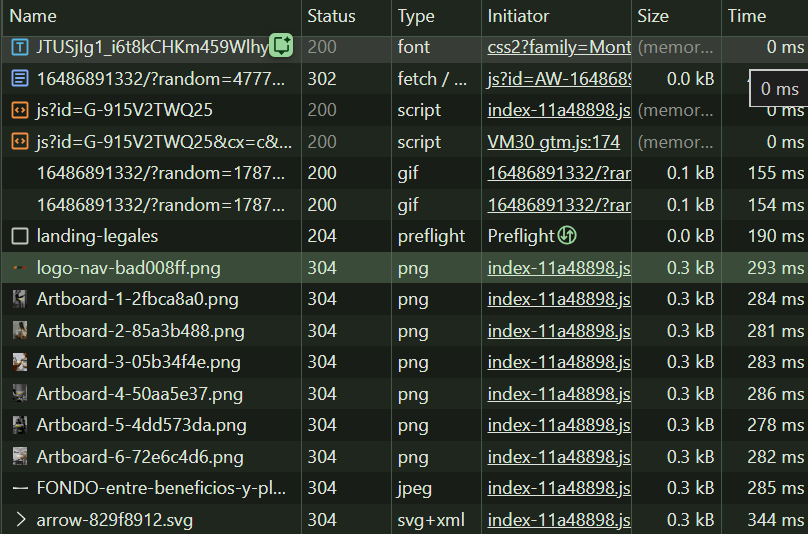 Name Status Type Initiator Size Time
JTUSjIg1_i6t8kCHKm459Wlhy 200 font css2?family=Mont (memor... 0 ms
16486891332/?random=4777... 302 fetch / ... js?id=AW-1648689 0.0 kB
0 ms
js?id=G-915V2TWQ25 200 script index-11a48898.js (memor... 0 ms
js?id=G-915V2TWQ25&cx=c&... 200 script VM30 gtm.js:174 (memor... 0 ms
16486891332/?random=1787... 200 gif 16486891332/?rar 0.1 kB 155 ms
16486891332/?random=1787... 200 gif 16486891332/?rar 0.1 kB 154 ms
landing-legales 204 preflight Preflight 0.0 kB 190 ms
logo-nav-bad008ff.png 304 png index-11a48898.js 0.3 kB 293 ms
Artboard-1-2fbca8a0.png 304 png index-11a48898.js 0.3 kB 284 ms
Artboard-2-85a3b488.png 304 png index-11a48898.js 0.3 kB 281 ms
Artboard-3-05b34f4e.png 304 png index-11a48898.js 0.3 kB 283 ms
Artboard-4-50aa5e37.png 304 png index-11a48898.js 0.3 kB 286 ms
Artboard-5-4dd573da.png 304 png index-11a48898.js 0.3 kB 278 ms
Artboard-6-72e6c4d6.png 304 png index-11a48898.js 0.3 kB 282 ms
FONDO-entre-beneficios-y-pl... 304 jpeg index-11a48898.js 0.3 kB 285 ms
arrow-829f8912.svg 304 svg+xml index-11a48898.js 0.3 kB 344 ms